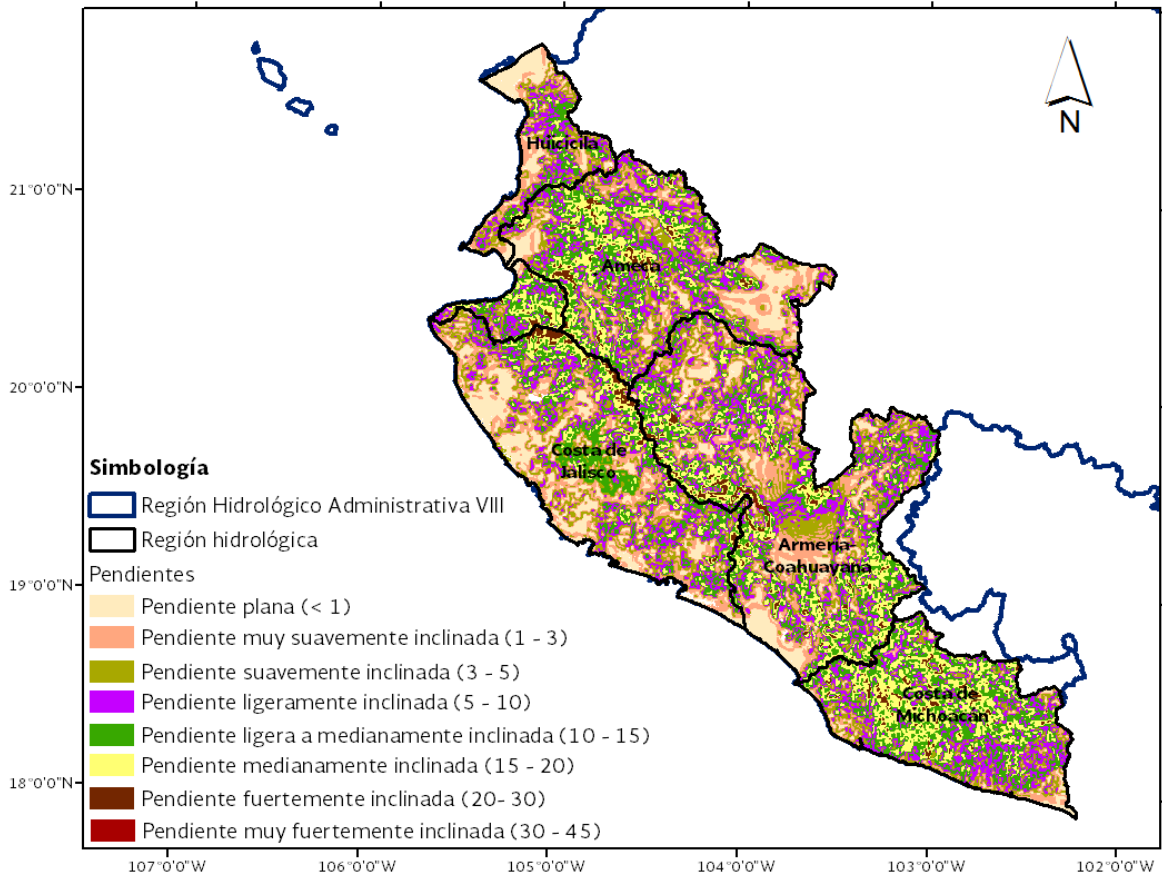 N
Huicicila
Ameca
Costa de
Jalisco
Armería-
Coahuayana
Costa de
Michoacán
21°0'0"N
20°0'0"N
19°0'0"N
18°0'0"N
Simbología
Región Hidrológico Administrativa VIII
Región hidrológica
Pendientes
Pendiente plana (< 1)
Pendiente muy suavemente inclinada (1 - 3)
Pendiente suavemente inclinada (3 - 5)
Pendiente ligeramente inclinada (5 - 10)
Pendiente ligera a medianamente inclinada (10 - 15)
Pendiente medianamente inclinada (15 - 20)
Pendiente fuertemente inclinada (20- 30)
Pendiente muy fuertemente inclinada (30 - 45)
107°0'0"W
106°0'0"W
105°0'0"W
104°0'0"W
103°0'0"W
102°0'0"W